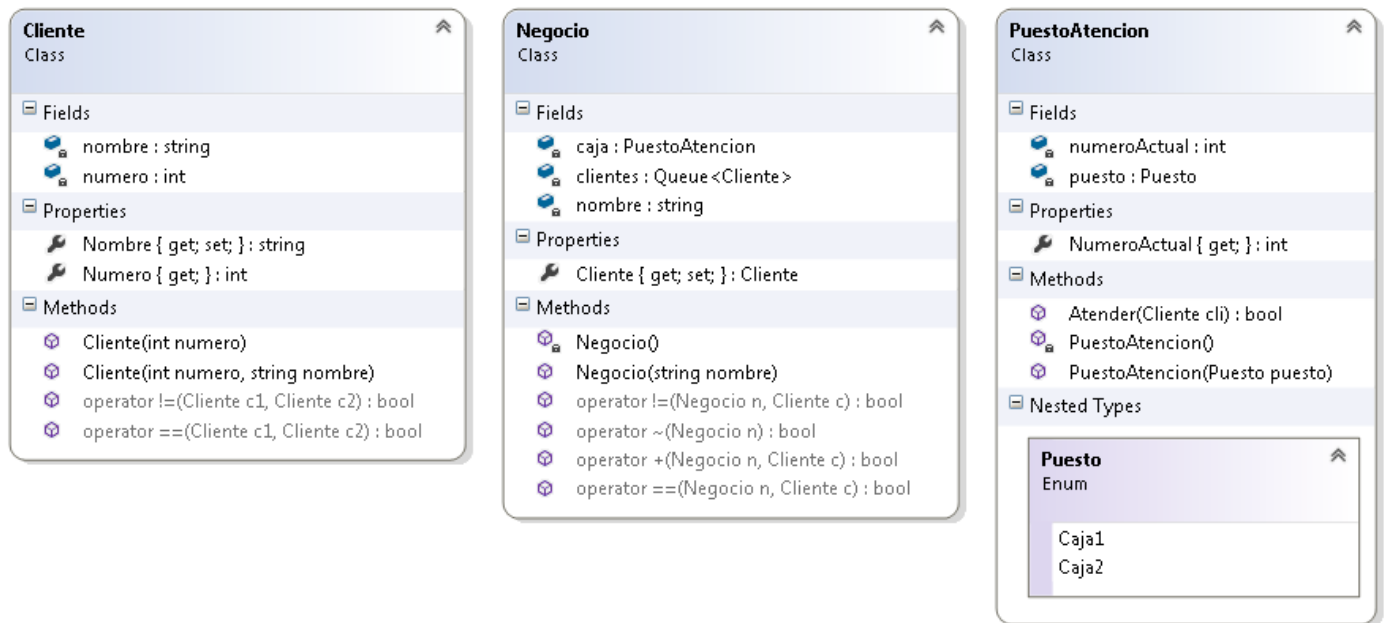 Cliente
Class
Fields
nombre : string
numero : int
Properties
Nombre { get; set; } : string
Numero { get; } : int
Methods
Cliente(int numero)
Cliente(int numero, string nombre)
operator !=(Cliente c1, Cliente c2) : bool
operator ==(Cliente c1, Cliente c2) : bool
Negocio
Class
Fields
caja : PuestoAtencion
clientes : Queue<Cliente>
nombre : string
Properties
Cliente { get; set; } : Cliente
Methods
Negocio()
Negocio(string nombre)
operator !=(Negocio n, Cliente c) : bool
operator ~(Negocio n) : bool
operator +(Negocio n, Cliente c) : bool
operator ==(Negocio n, Cliente c) : bool
PuestoAtencion
Class
Fields
numeroActual : int
puesto : Puesto
Properties
NumeroActual { get; } : int
Methods
Atender(Cliente cli) : bool
PuestoAtencion()
PuestoAtencion(Puesto puesto)
Nested Types
Puesto
Enum
Caja1
Caja2